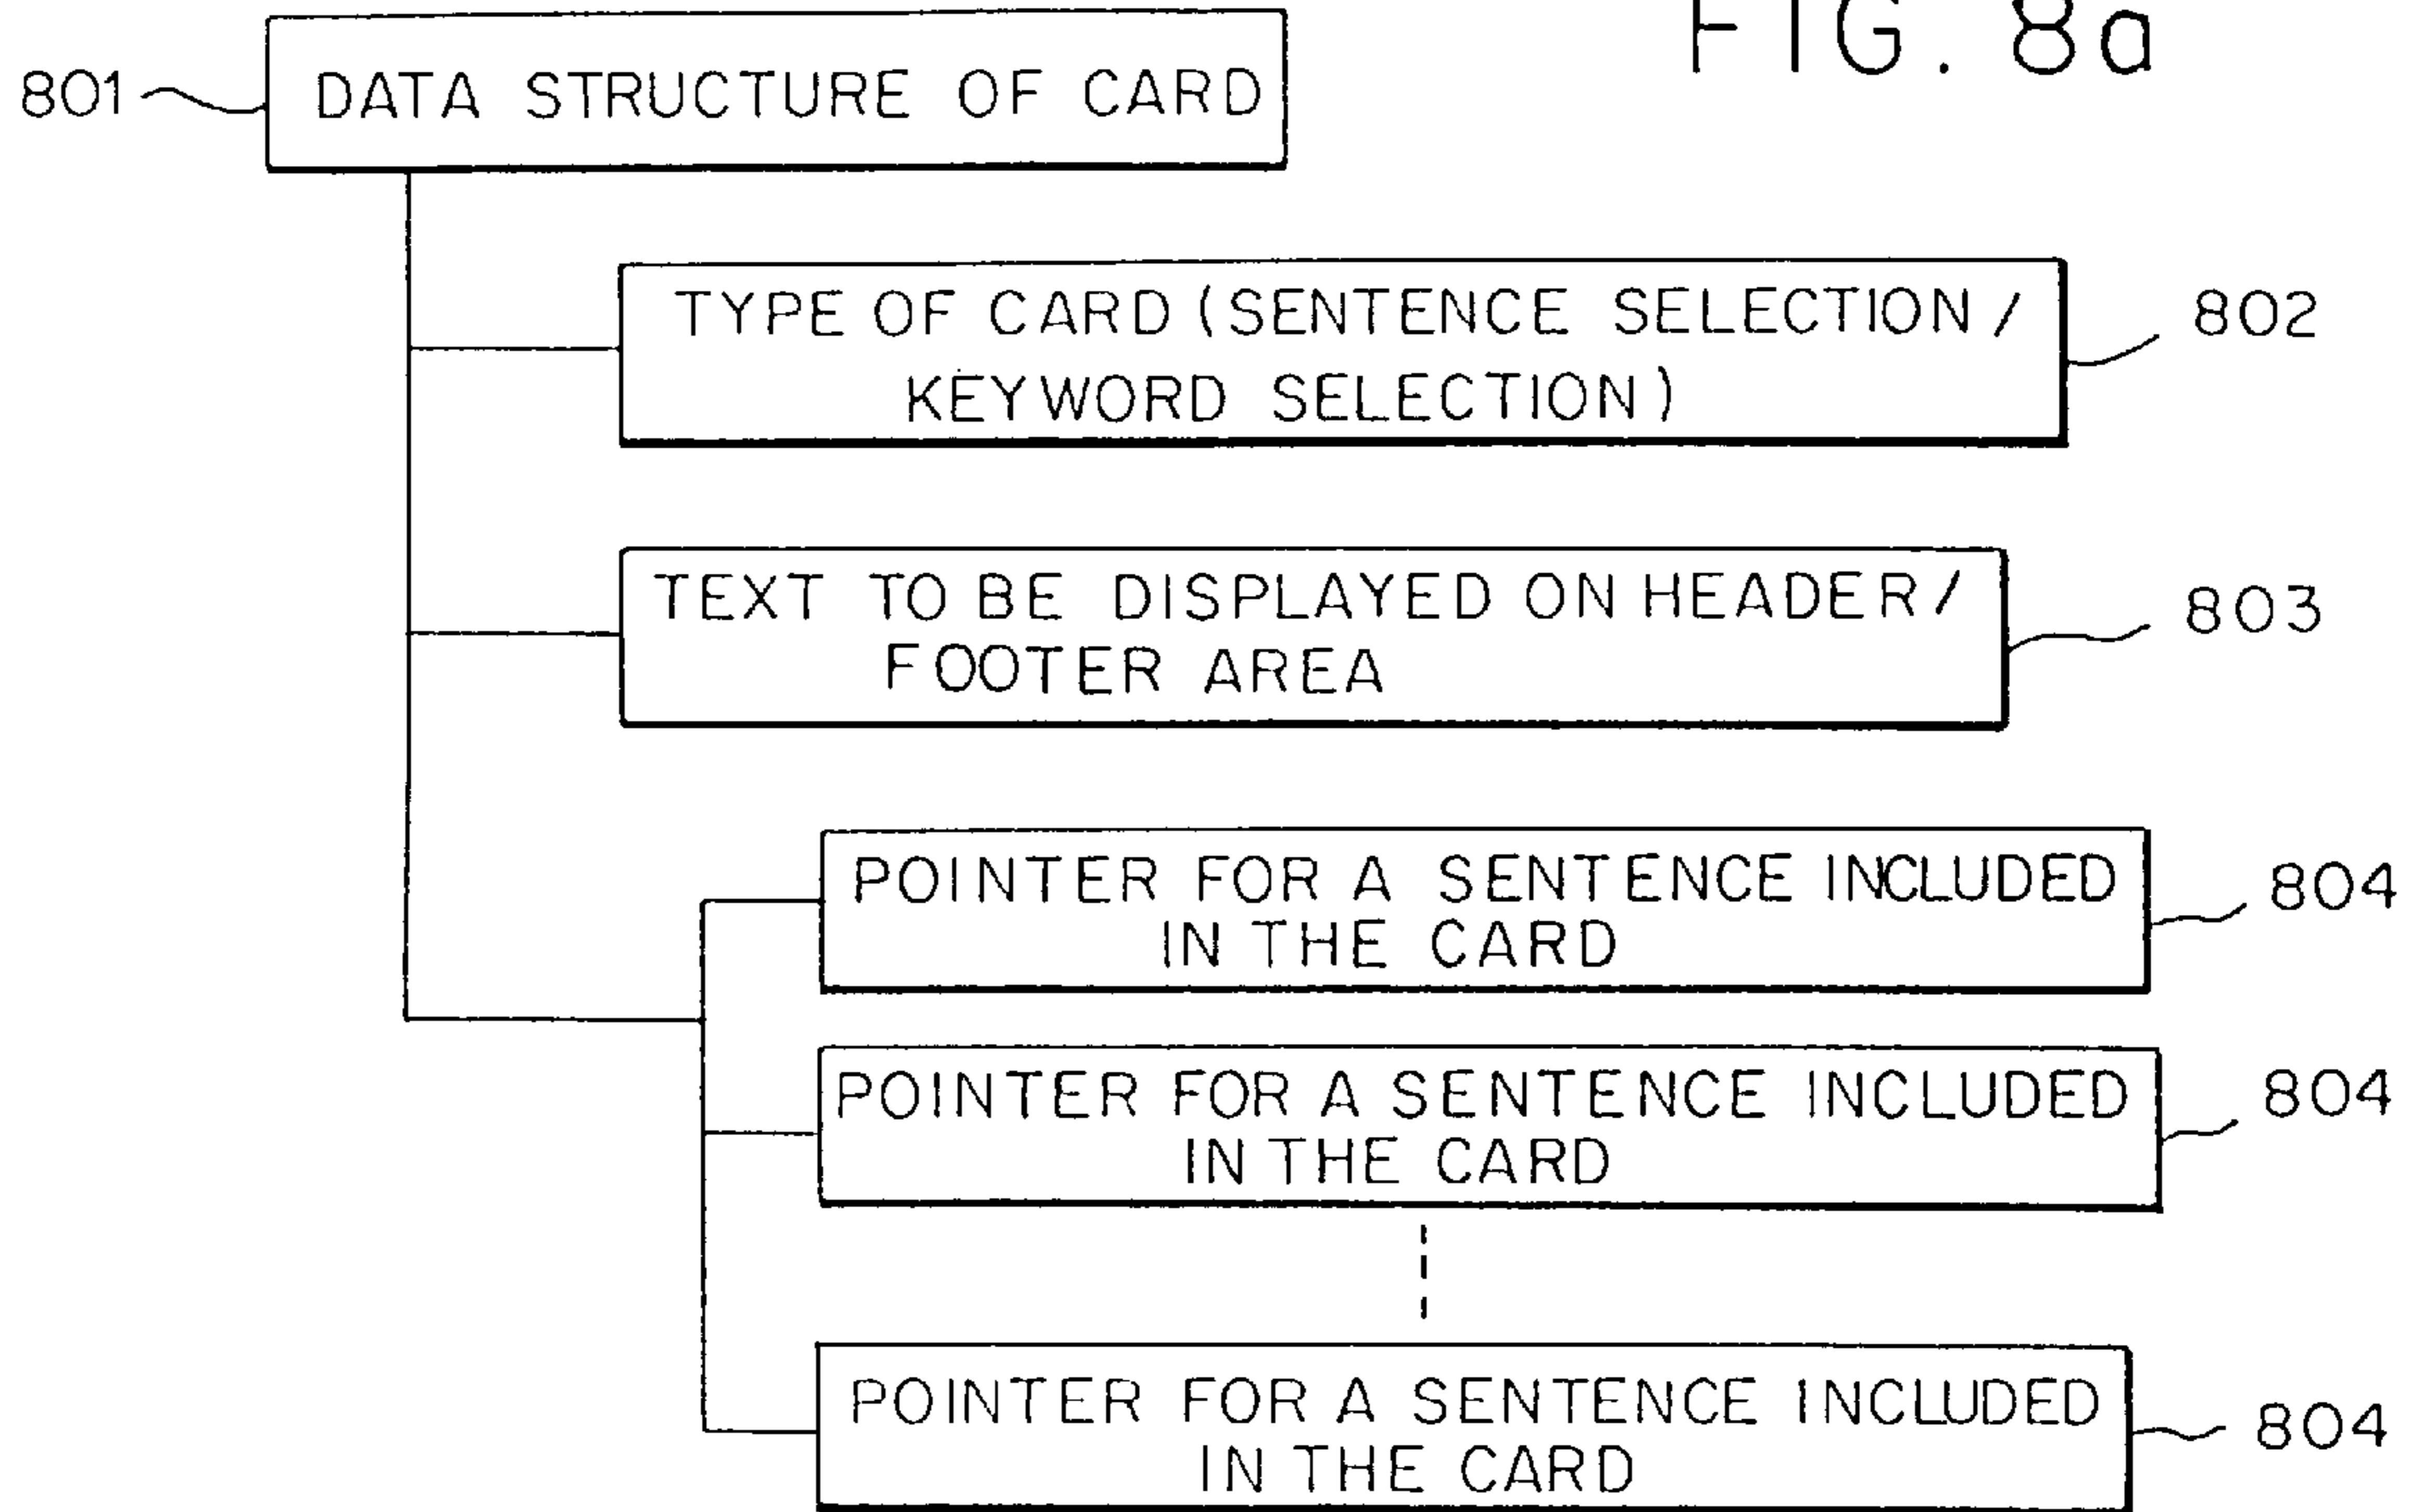 FIG. 8a
801 DATA STRUCTURE OF CARD
TYPE OF CARD (SENTENCE SELECTION /
KEYWORD SELECTION)
802
TEXT TO BE DISPLAYED ON HEADER /
FOOTER AREA
803
POINTER FOR A SENTENCE INCLUDED
IN THE CARD
804
POINTER FOR A SENTENCE INCLUDED
IN THE CARD
804
POINTER FOR A SENTENCE INCLUDED
IN THE CARD
804